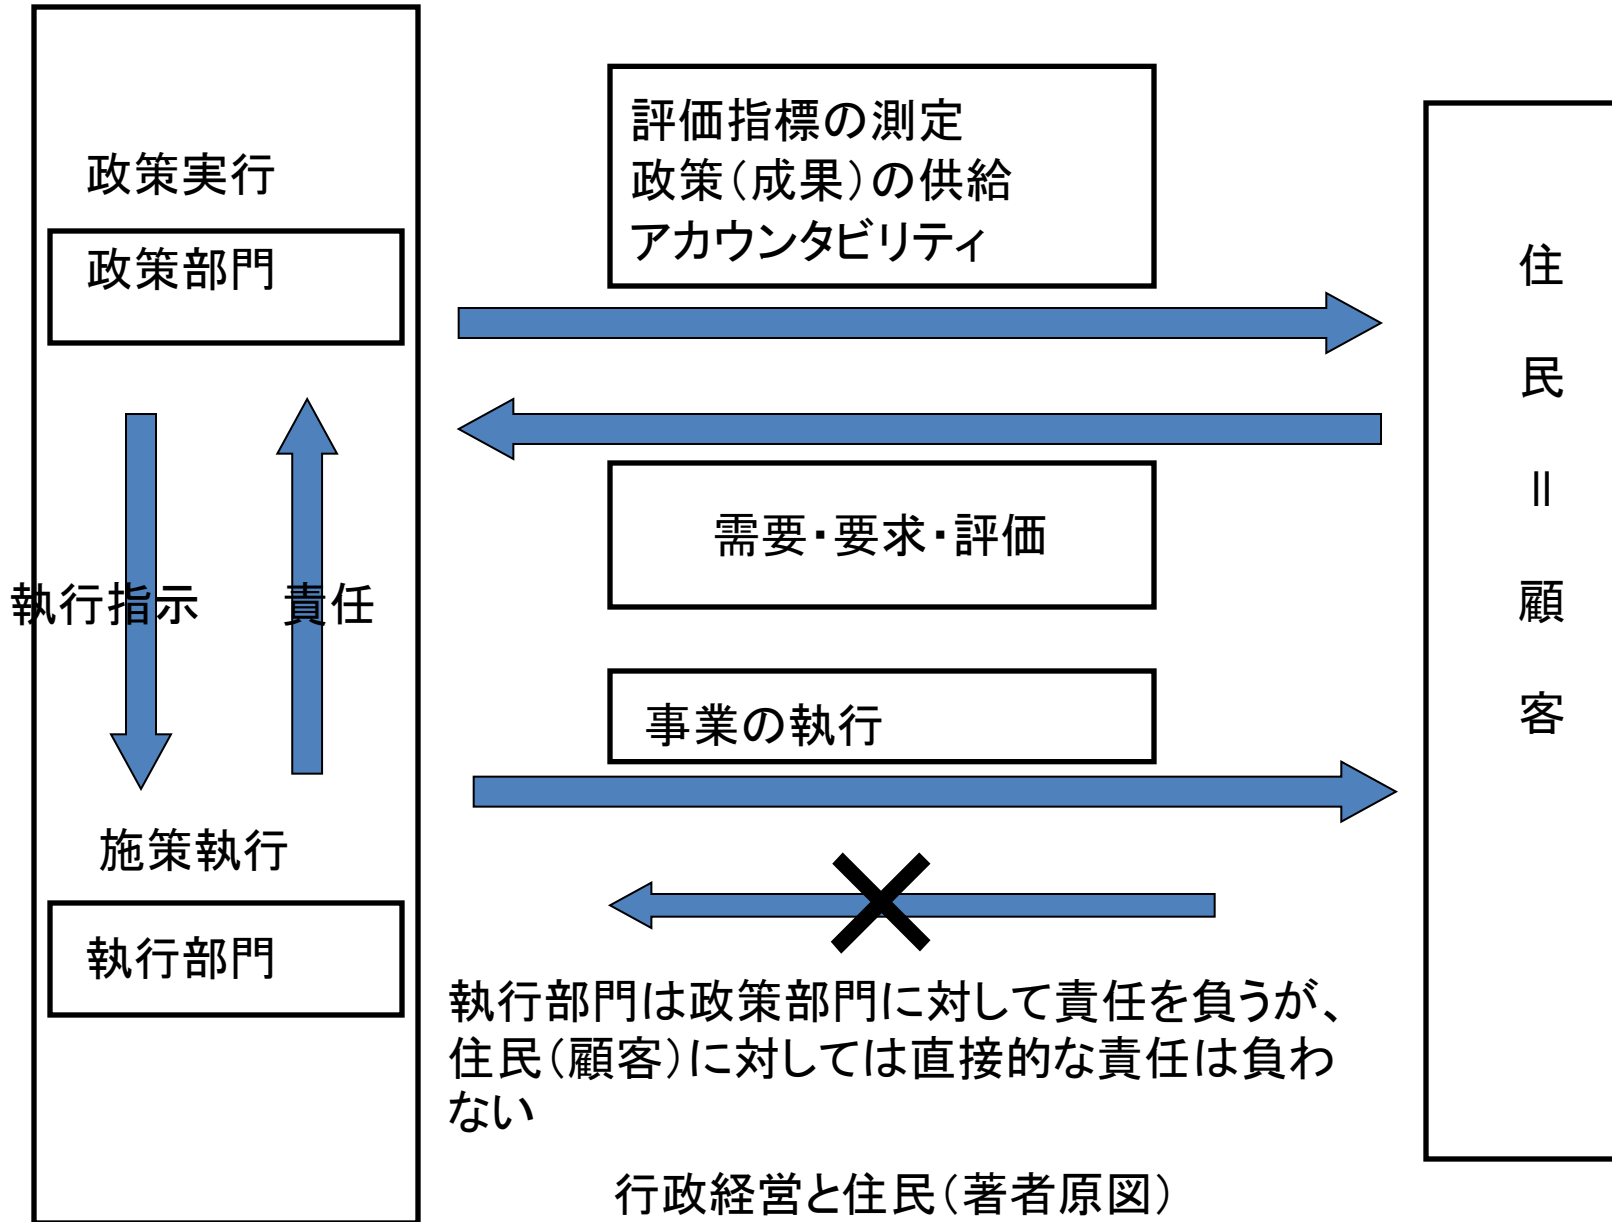 政策実行
政策部門
執行指示
責任
施策執行
執行部門
評価指標の測定
政策（成果）の供給
アカウンタビリティ
需要・要求・評価
事業の執行
執行部門は政策部門に対して責任を負うが、
住民（顧客）に対しては直接的な責任は負わ
ない
行政経営と住民（著者原図）
住民＝顧客